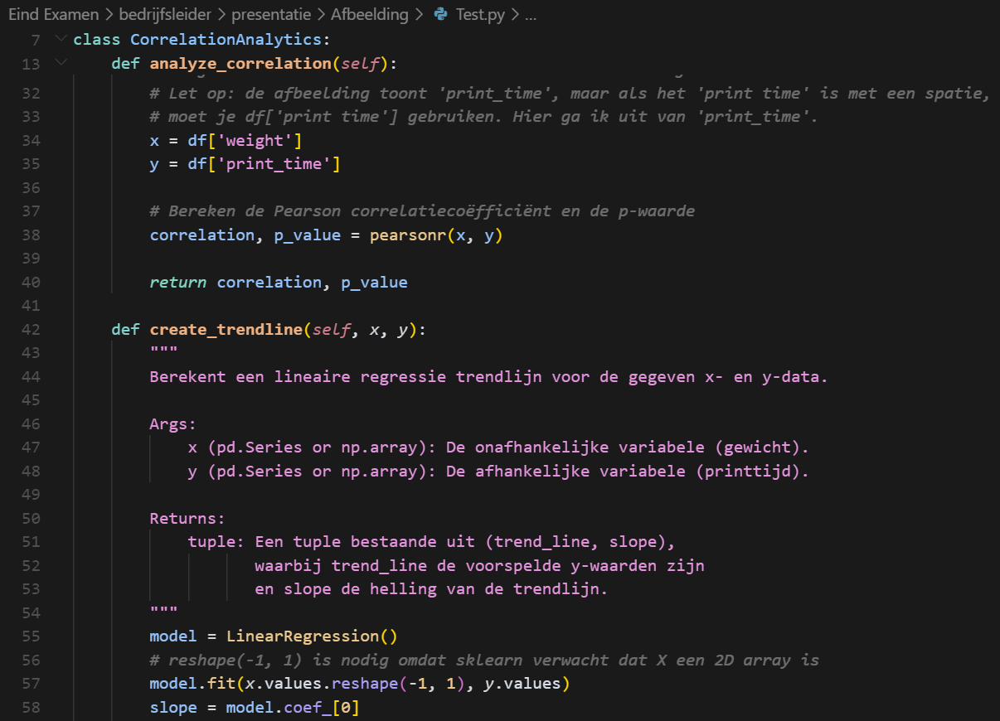 Eind Examen > bedrijfsleider > presentatie > Afbeelding > Test.py > ...
7 class CorrelationAnalytics:
13     def analyze_correlation(self):
32         # Let op: de afbeelding toont 'print_time', maar als het 'print time' is met een spatie,
33         # moet je df['print time'] gebruiken. Hier ga ik uit van 'print_time'.
34         x = df['weight']
35         y = df['print_time']
36
37         # Bereken de Pearson correlatiecoëfficiënt en de p-waarde
38         correlation, p_value = pearsonr(x, y)
39
40         return correlation, p_value
41
42     def create_trendline(self, x, y):
43         """
44         Berekent een lineaire regressie trendlijn voor de gegeven x- en y-data.
45
46         Args:
47             x (pd.Series or np.array): De onafhankelijke variabele (gewicht).
48             y (pd.Series or np.array): De afhankelijke variabele (printtijd).
49
50         Returns:
51             tuple: Een tuple bestaande uit (trend_line, slope),
52                    waarbij trend_line de voorspelde y-waarden zijn
53                    en slope de helling van de trendlijn.
54         """
55         model = LinearRegression()
56         # reshape(-1, 1) is nodig omdat sklearn verwacht dat X een 2D array is
57         model.fit(x.values.reshape(-1, 1), y.values)
58         slope = model.coef_[0]